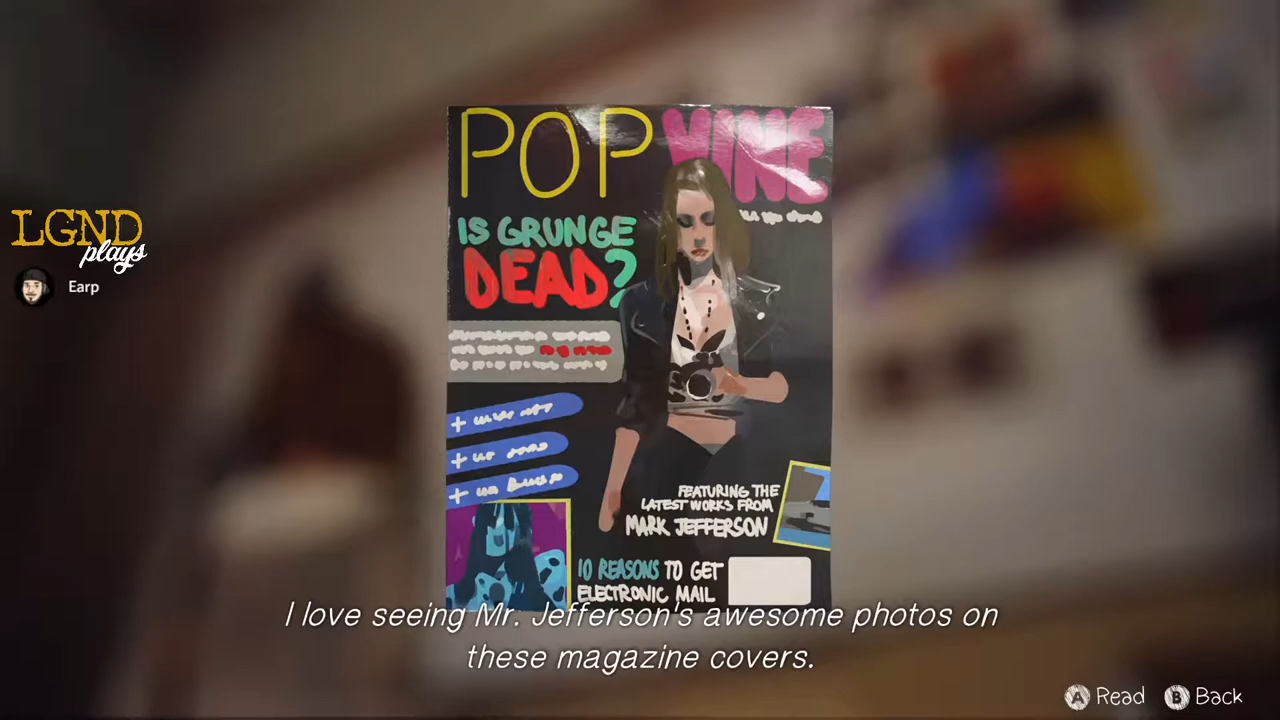 POP VINE
LGND
plays
Earp
IS GRUNGE
DEAD?
FEATURING THE
LATEST WORKS FROM
MARK JEFFERSON
10 REASONS TO GET
ELECTRONIC MAIL
I love seeing Mr. Jefferson's awesome photos on
these magazine covers.
A Read B Back